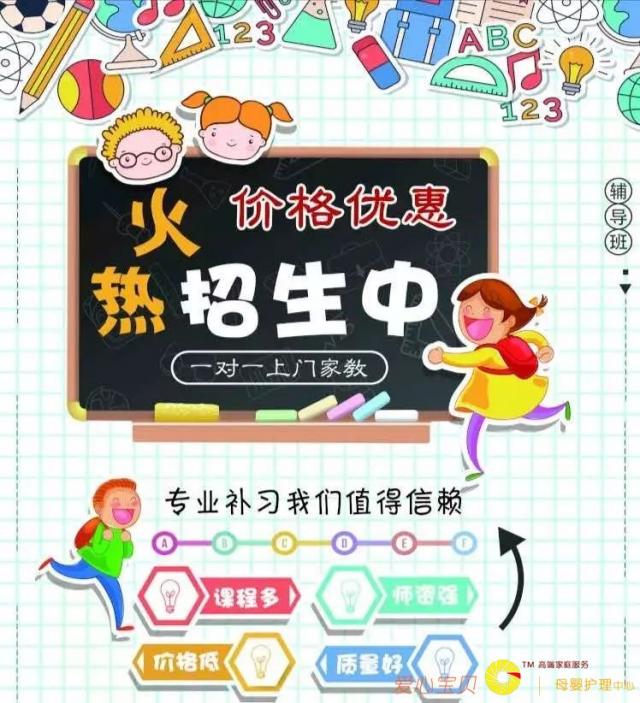 123
ABC
123
价格优惠
火热招生中
一对一上门家教
辅导班
专业补习我们值得信赖
A B C D E F
课程多
师资强
价格低
质量好
爱心宝贝
TM 高端家庭服务
母婴护理中心